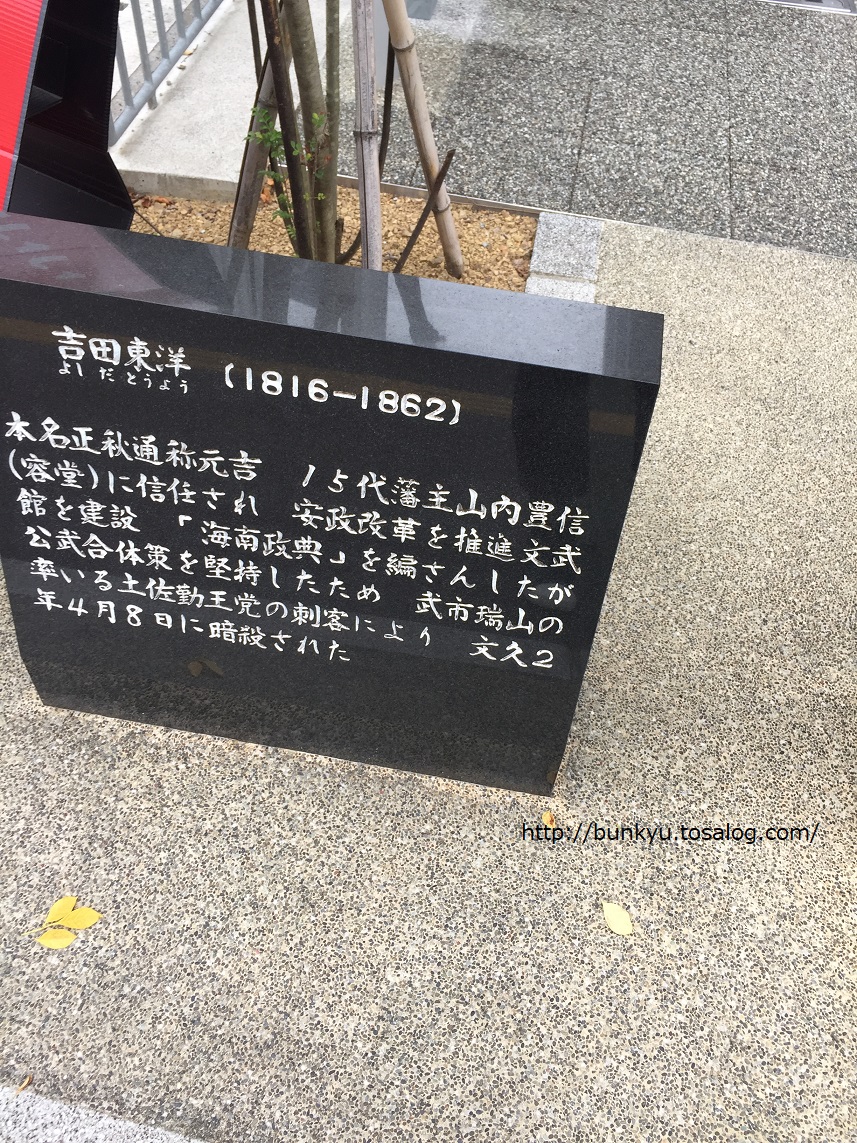 吉田東洋 (1816-1862)
よしだとうよう
本名正秋通称元吉 15代藩主山内豊信
(容堂)に信任され 安政改革を推進文武
館を建設 「海南政典」を編さんしたが
公武合体策を堅持したため 武市瑞山の
率いる土佐勤王党の刺客により 文久2
年4月8日に暗殺された
http://bunkyu.tosalog.com/